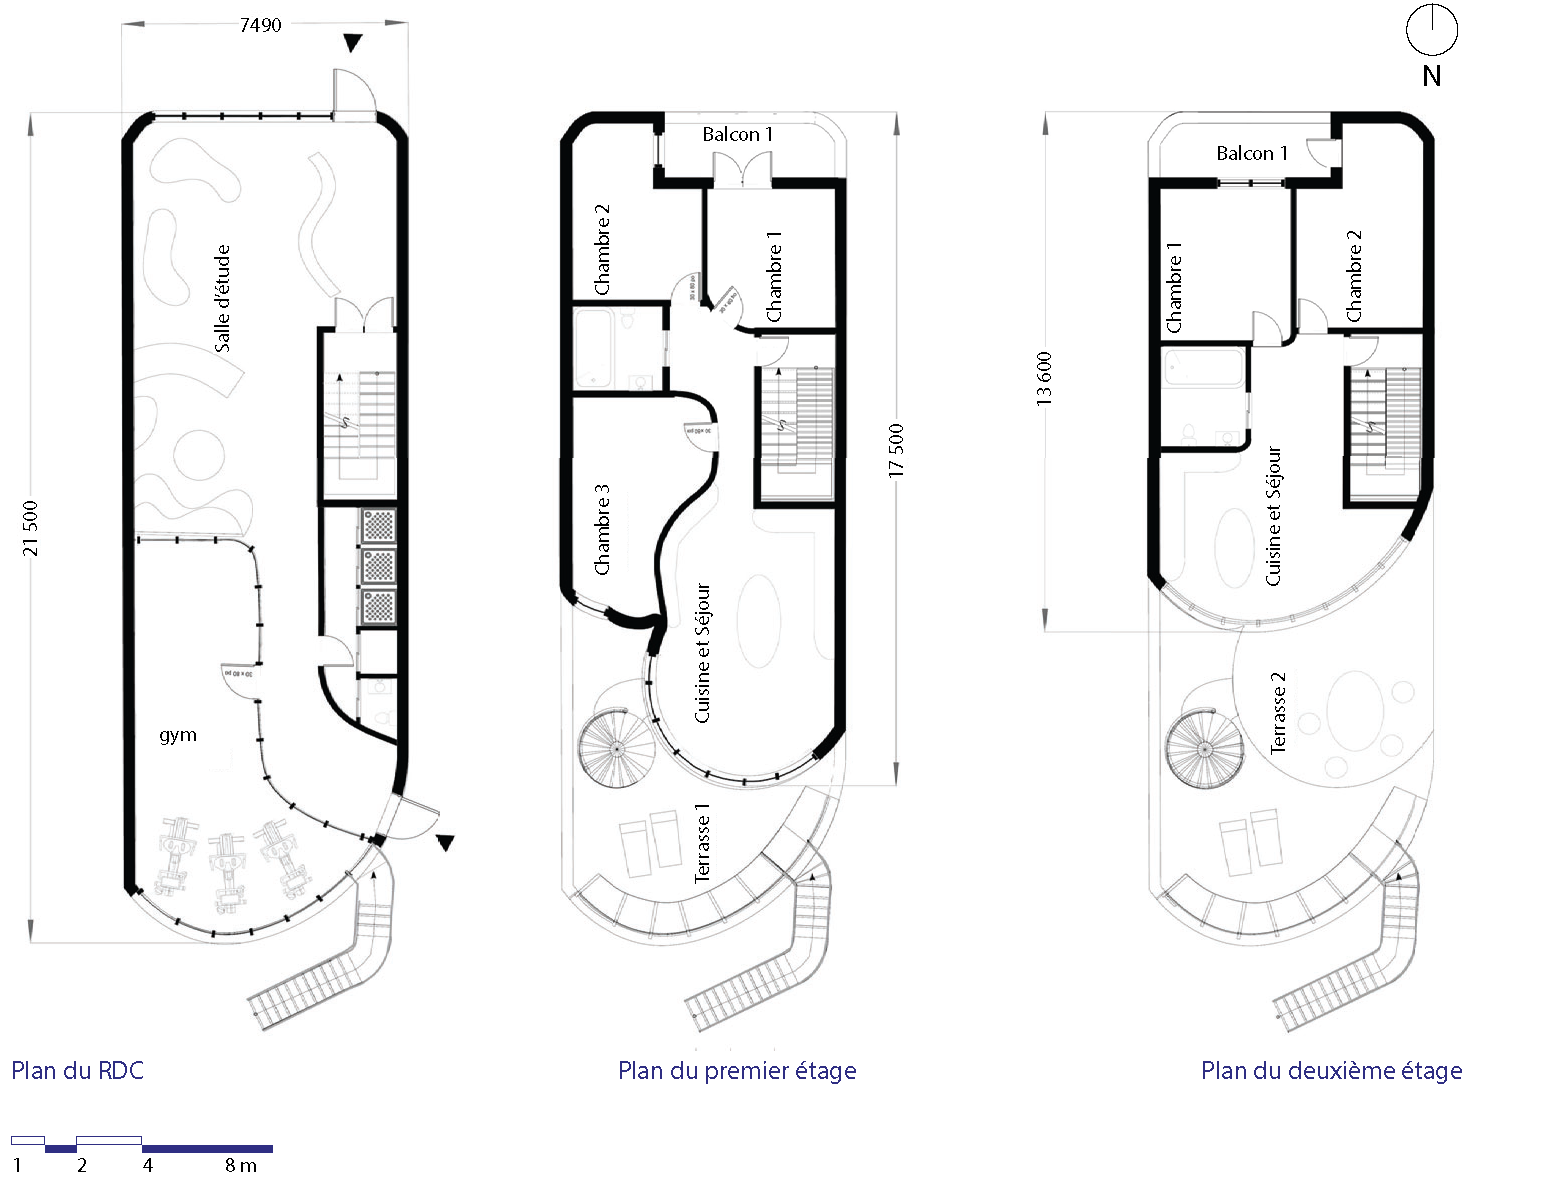 7490
N
Balcon 1
Balcon 1
Salle d'étude
Chambre 2
Chambre 1
Chambre 1
Chambre 2
30 x 80 po
30 x 80 po
21 500
17 500
13 600
30 x 80 po
Chambre 3
Cuisine et Séjour
Cuisine et Séjour
30 x 80 po
gym
Terrasse 2
Terrasse 1
Plan du RDC
Plan du premier étage
Plan du deuxième étage
1 2 4 8 m